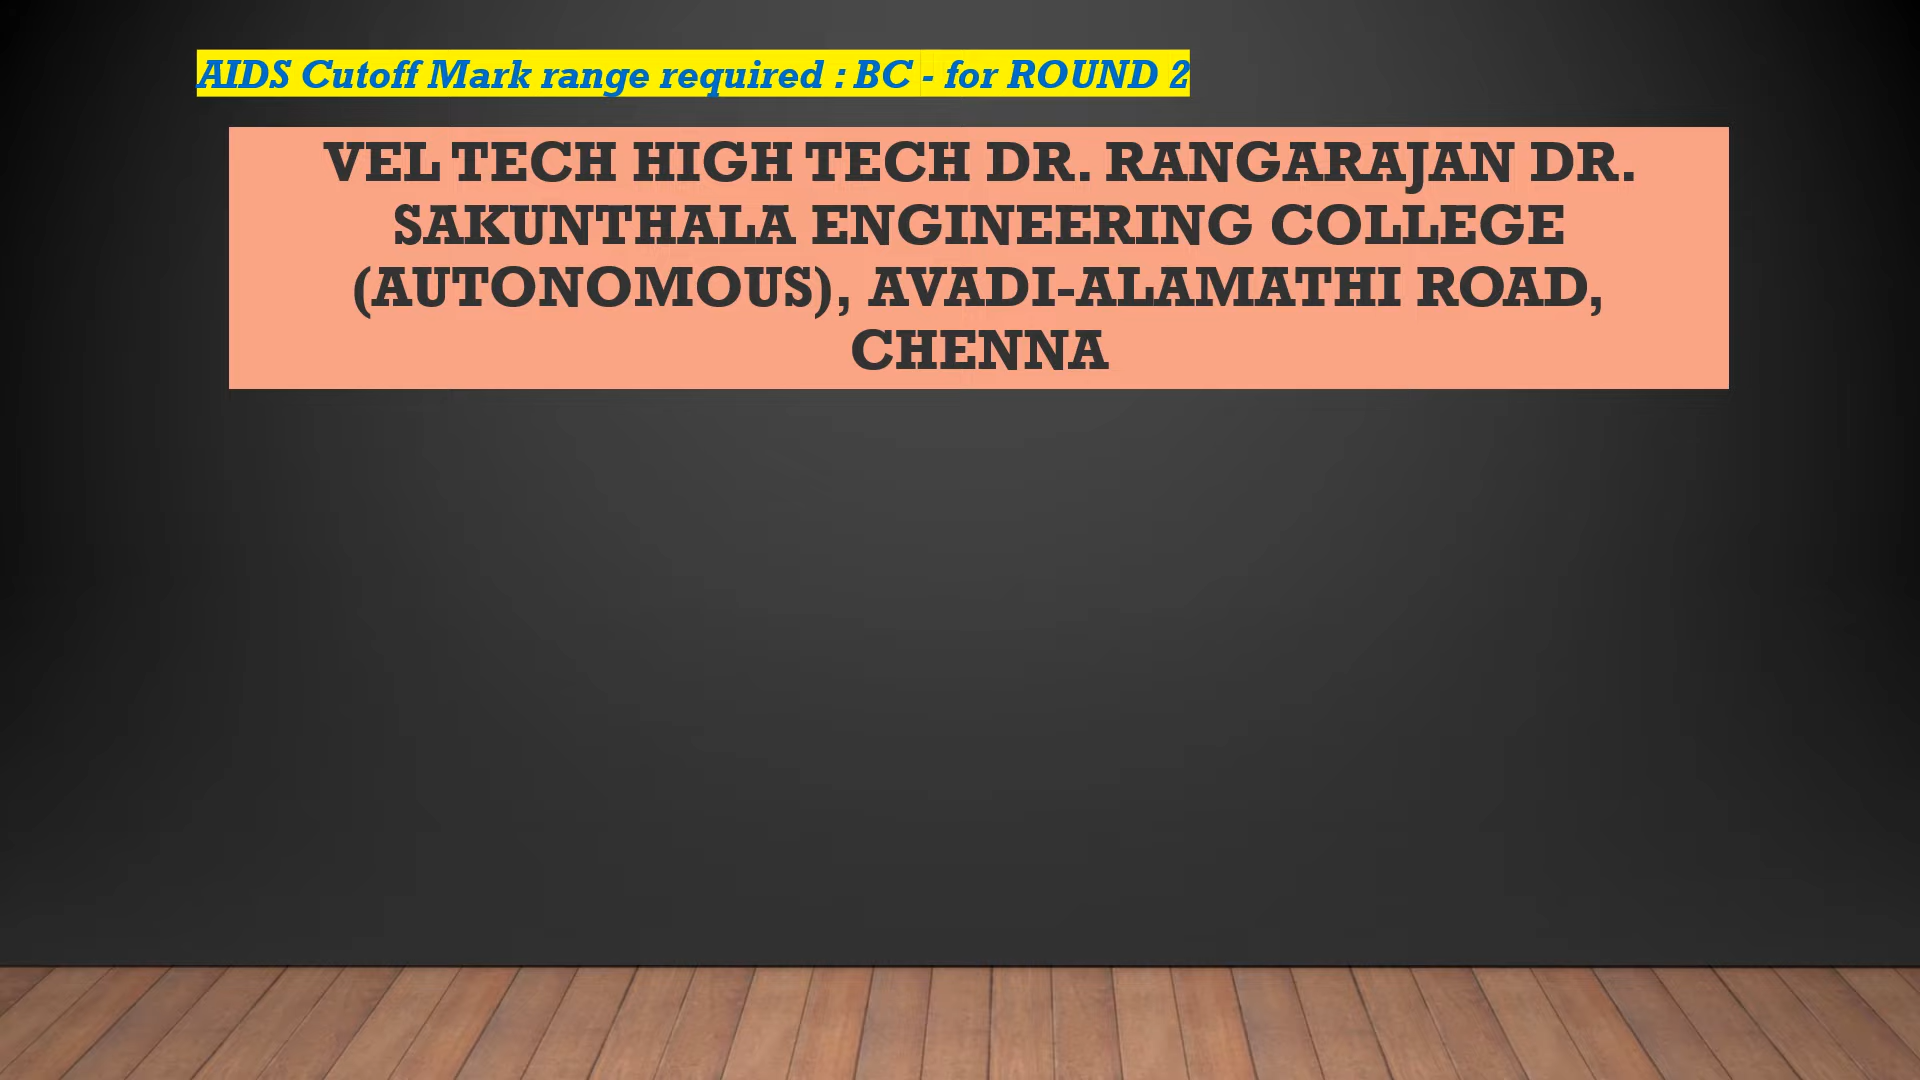 AIDS Cutoff Mark range required : BC - for ROUND 2
VEL TECH HIGH TECH DR. RANGARAJAN DR.
SAKUNTHALA ENGINEERING COLLEGE
(AUTONOMOUS), AVADI-ALAMATHI ROAD,
CHENNA